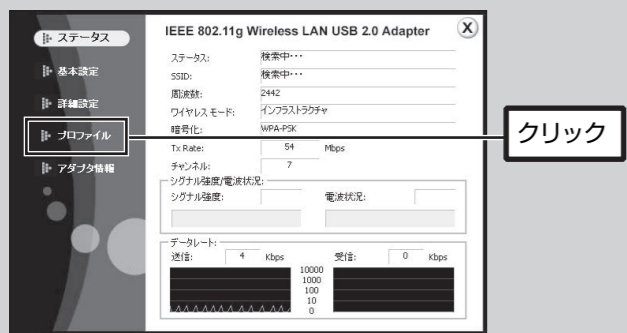 IEEE 802.11g Wireless LAN USB 2.0 Adapter
X
ステータス
基本設定
詳細設定
プロファイル
アダプタ情報
ステータス: 検索中･･･
SSID: 検索中･･･
周波数: 2442
ワイヤレス モード: インフラストラクチャ
暗号化: WPA-PSK
Tx Rate: 54 Mbps
チャンネル: 7
シグナル強度/電波状況:
シグナル強度: 電波状況:
データレート:
送信: 4 Kbps 受信: 0 Kbps
10000
1000
100
10
0
クリック